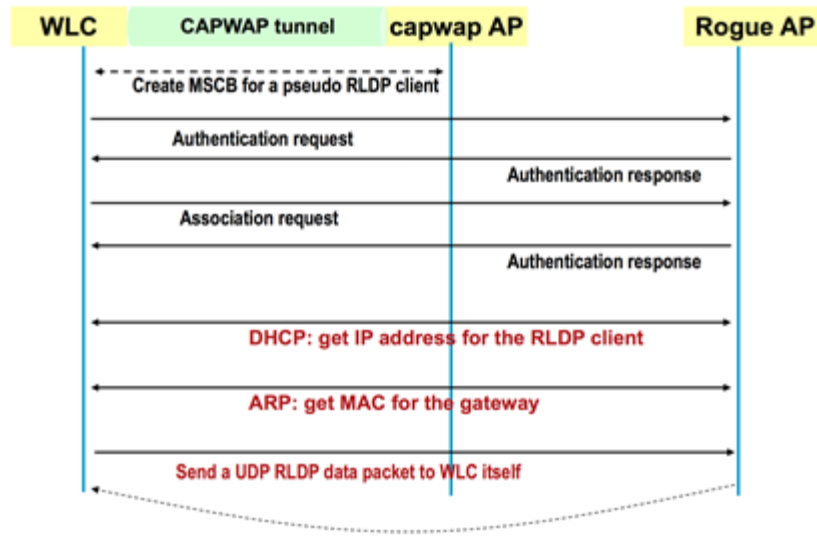 WLC
CAPWAP tunnel
capwap AP
Rogue AP
Create MSCB for a pseudo RLDP client
Authentication request
Authentication response
Association request
Authentication response
DHCP: get IP address for the RLDP client
ARP: get MAC for the gateway
Send a UDP RLDP data packet to WLC itself